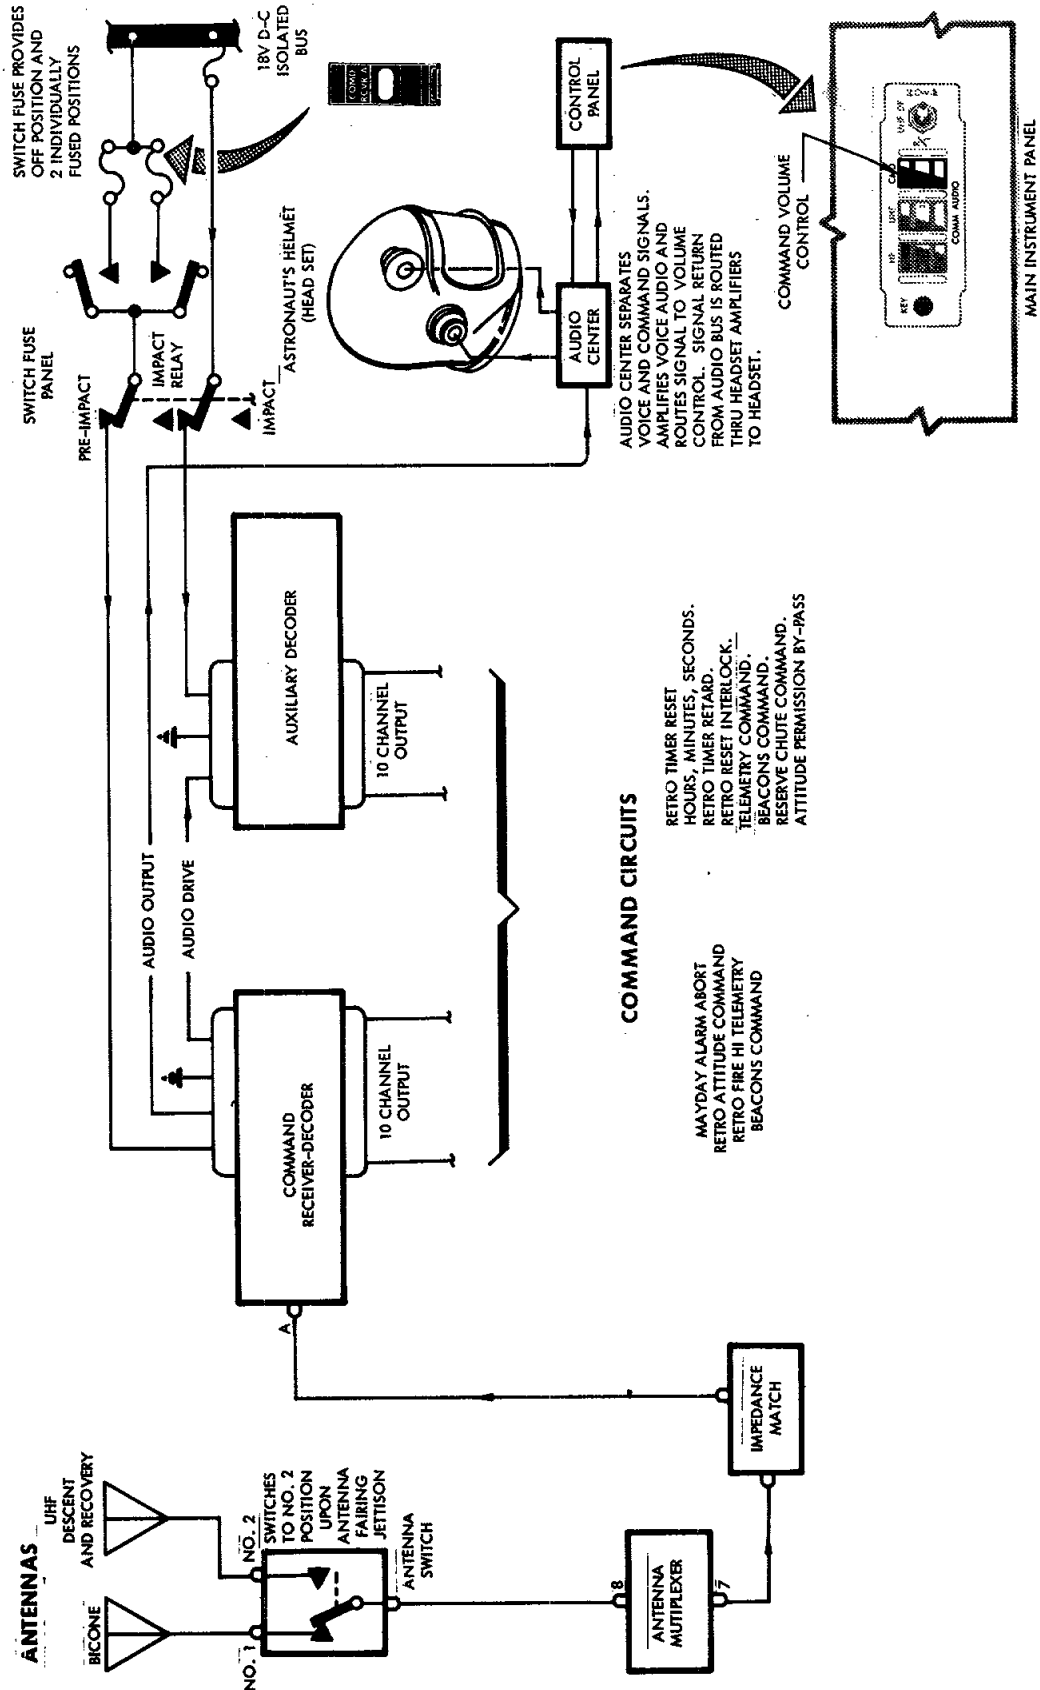 ANTENNAS
BICONE
UHF
DESCENT
AND RECOVERY
NO. 1
NO. 2
SWITCHES
TO NO. 2
POSITION
UPON
ANTENNA
FAIRING
JETTISON
ANTENNA
SWITCH
8
ANTENNA
MUTIPLEXER
7
IMPEDANCE
MATCH
A
COMMAND
RECEIVER-DECODER
10 CHANNEL
OUTPUT
AUDIO OUTPUT
AUDIO DRIVE
AUXILIARY DECODER
10 CHANNEL
OUTPUT
COMMAND CIRCUITS
MAYDAY ALARM ABORT
RETRO ATTITUDE COMMAND
RETRO FIRE HI TELEMETRY
BEACONS COMMAND
RETRO TIMER RESET
HOURS, MINUTES, SECONDS.
RETRO TIMER RETARD.
RETRO RESET INTERLOCK.
TELEMETRY COMMAND.
BEACONS COMMAND.
RESERVE CHUTE COMMAND.
ATTITUDE PERMISSION BY-PASS
SWITCH FUSE
PANEL
PRE-IMPACT
IMPACT
RELAY
IMPACT
SWITCH FUSE PROVIDES
OFF POSITION AND
2 INDIVIDUALLY
FUSED POSITIONS
18V D-C
ISOLATED
BUS
ASTRONAUT'S HELMET
(HEAD SET)
AUDIO
CENTER
CONTROL
PANEL
AUDIO CENTER SEPARATES
VOICE AND COMMAND SIGNALS.
AMPLIFIES VOICE AUDIO AND
ROUTES SIGNAL TO VOLUME
CONTROL. SIGNAL RETURN
FROM AUDIO BUS IS ROUTED
THRU HEADSET AMPLIFIERS
TO HEADSET.
COMMAND VOLUME
CONTROL
KEY
HF
UHF
CMD
COMM AUDIO
UHF DF
MAIN INSTRUMENT PANEL